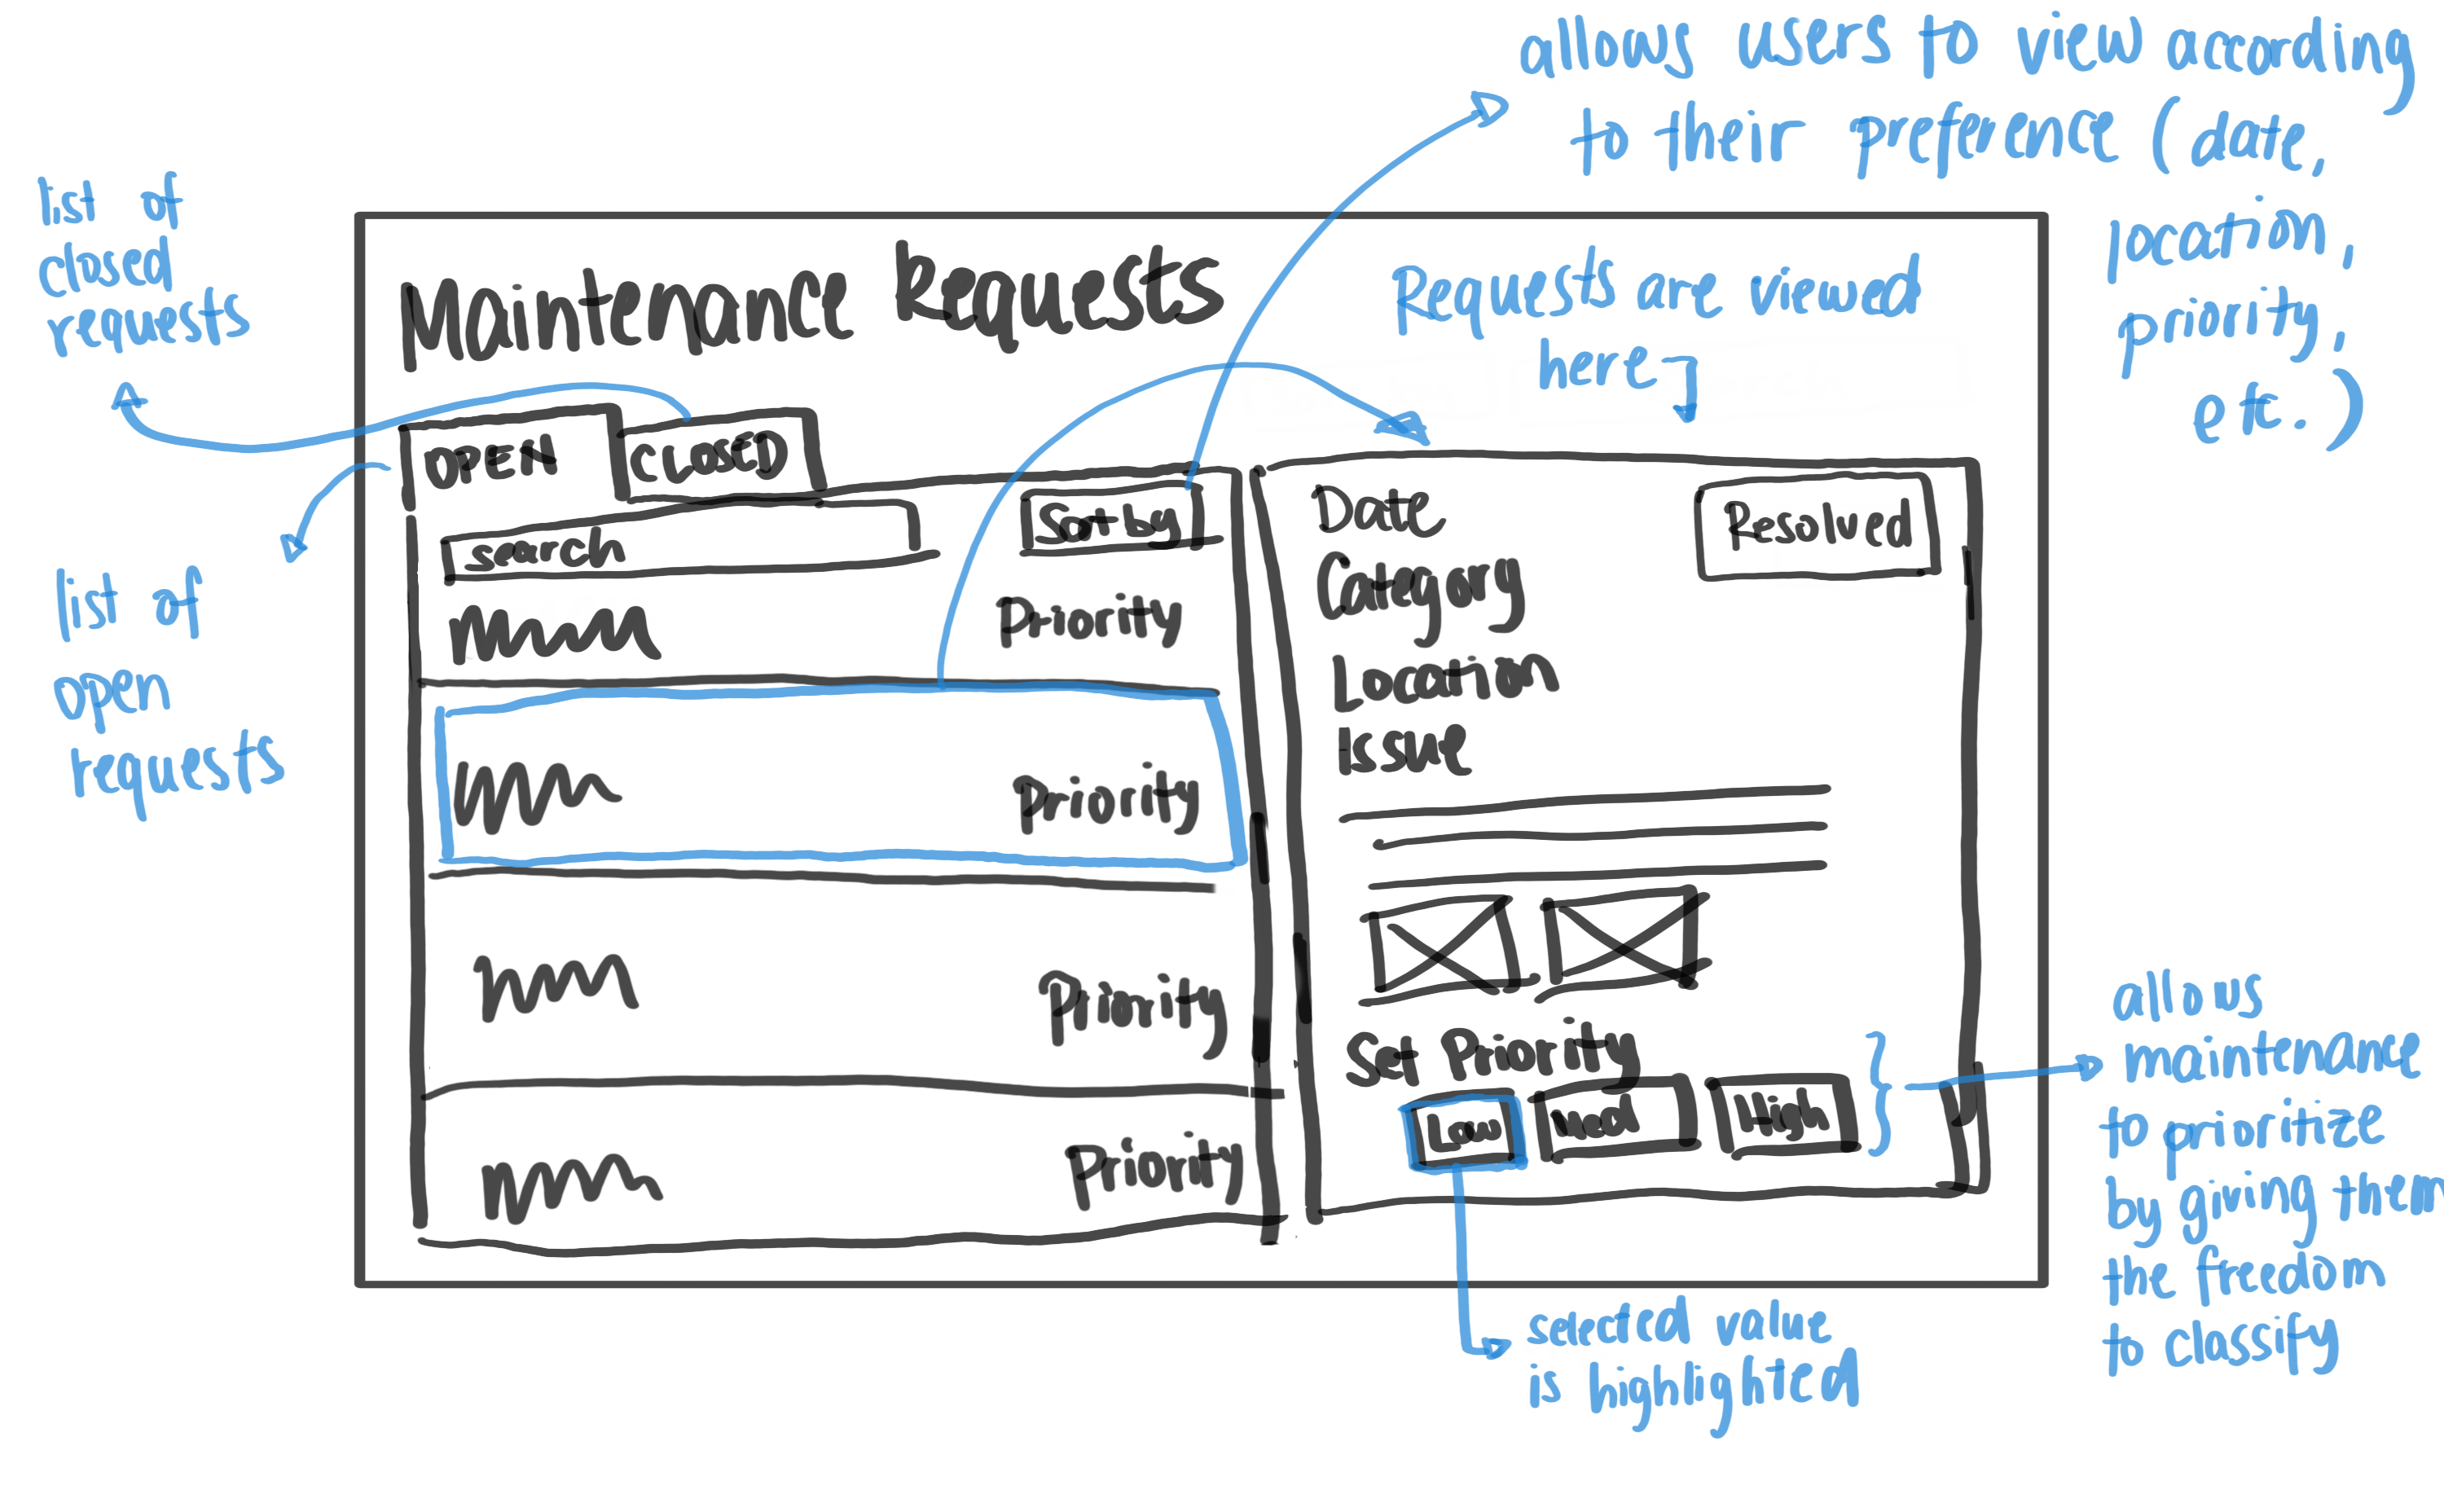 allows users to view according
to their preference (date,
location,
priority,
etc.)
list of
closed
requests
Maintenance Requests
Requests are viewed
here
OPEN
CLOSED
list of
open
requests
search
Sort by
Priority
Priority
Priority
Priority
Date
Resolved
Category
Location
Issue
Set Priority
Low
Med
High
allows
maintenance
to prioritize
by giving them
the freedom
to classify
selected value
is highlighted